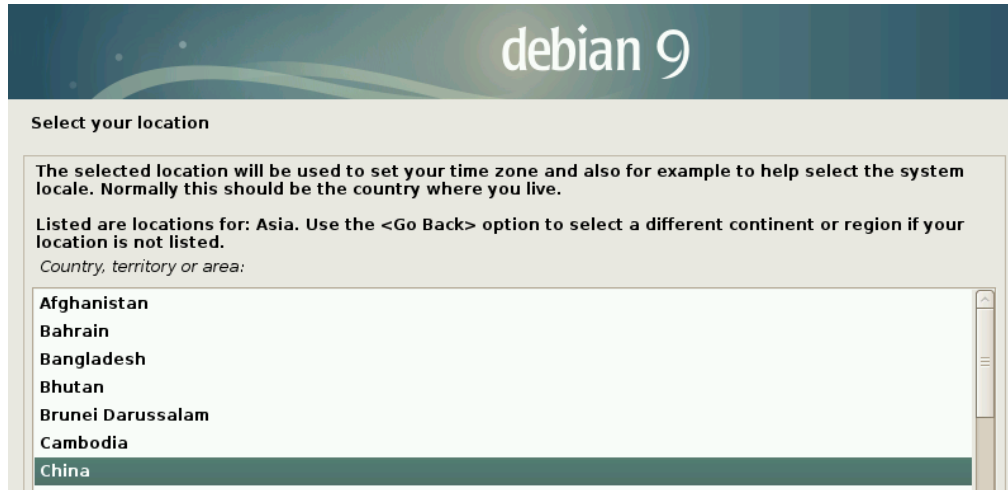 debian 9
Select your location
The selected location will be used to set your time zone and also for example to help select the system
locale. Normally this should be the country where you live.
Listed are locations for: Asia. Use the <Go Back> option to select a different continent or region if your
location is not listed.
Country, territory or area:
Afghanistan
Bahrain
Bangladesh
Bhutan
Brunei Darussalam
Cambodia
China